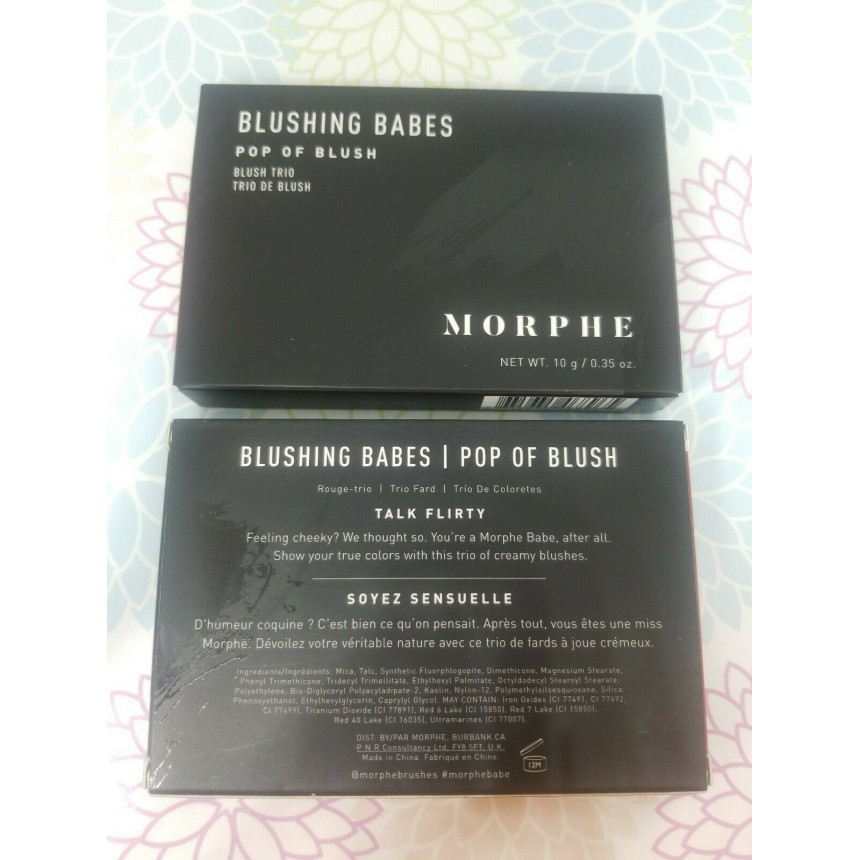 BLUSHING BABES
POP OF BLUSH
BLUSH TRIO
TRIO DE BLUSH
MORPHE
NET WT. 10 g / 0.35 oz.
BLUSHING BABES | POP OF BLUSH
Rouge-trio | Trio Fard | Trío De Coloretes
TALK FLIRTY
Feeling cheeky? We thought so. You're a Morphe Babe, after all.
Show your true colors with this trio of creamy blushes.
SOYEZ SENSUELLE
D'humeur coquine ? C'est bien ce qu'on pensait. Après tout, vous êtes une miss
Morphe. Dévoilez votre véritable nature avec ce trio de fards à joue crémeux.
Ingredients/Ingrédients: Mica, Talc, Synthetic Fluorphlogopite, Dimethicone, Magnesium Stearate,
Phenyl Trimethicone, Tridecyl Trimellitate, Ethylhexyl Palmitate, Octyldodecyl Stearoyl Stearate,
Polyethylene, Bis-Diglyceryl Polyacyladipate-2, Kaolin, Nylon-12, Polymethylsilsesquioxane, Silica,
Phenoxyethanol, Ethylhexylglycerin, Caprylyl Glycol. MAY CONTAIN: Iron Oxides (CI 77491, CI 77492,
CI 77499), Titanium Dioxide (CI 77891), Red 6 Lake (CI 15850), Red 7 Lake (CI 15850),
Red 40 Lake (CI 16035), Ultramarines (CI 77007).
DIST. BY/PAR MORPHE, BURBANK CA
P N R Consultancy Ltd, FY8 5FT, U.K.
Made in China. Fabriqué en Chine.
12M
@morphebrushes #morphebabe